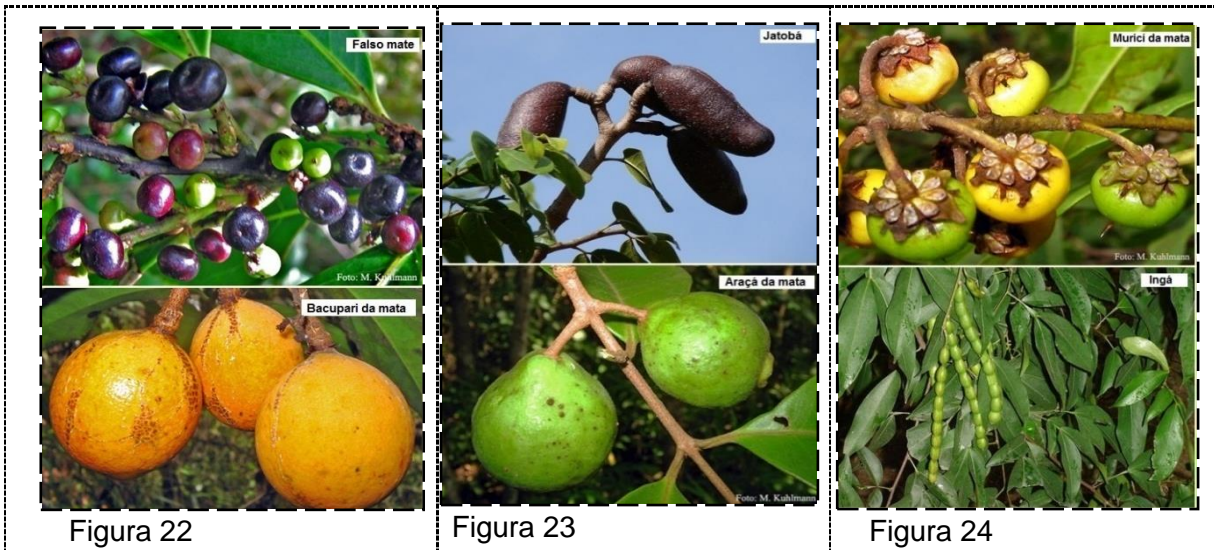 Falso mate
Foto: M. Kuhlmann
Bacupari da mata
Figura 22
Jatobá
Araçá da mata
Foto: M. Kuhlmann
Figura 23
Murici da mata
Foto: M. Kuhlmann
Ingá
Figura 24